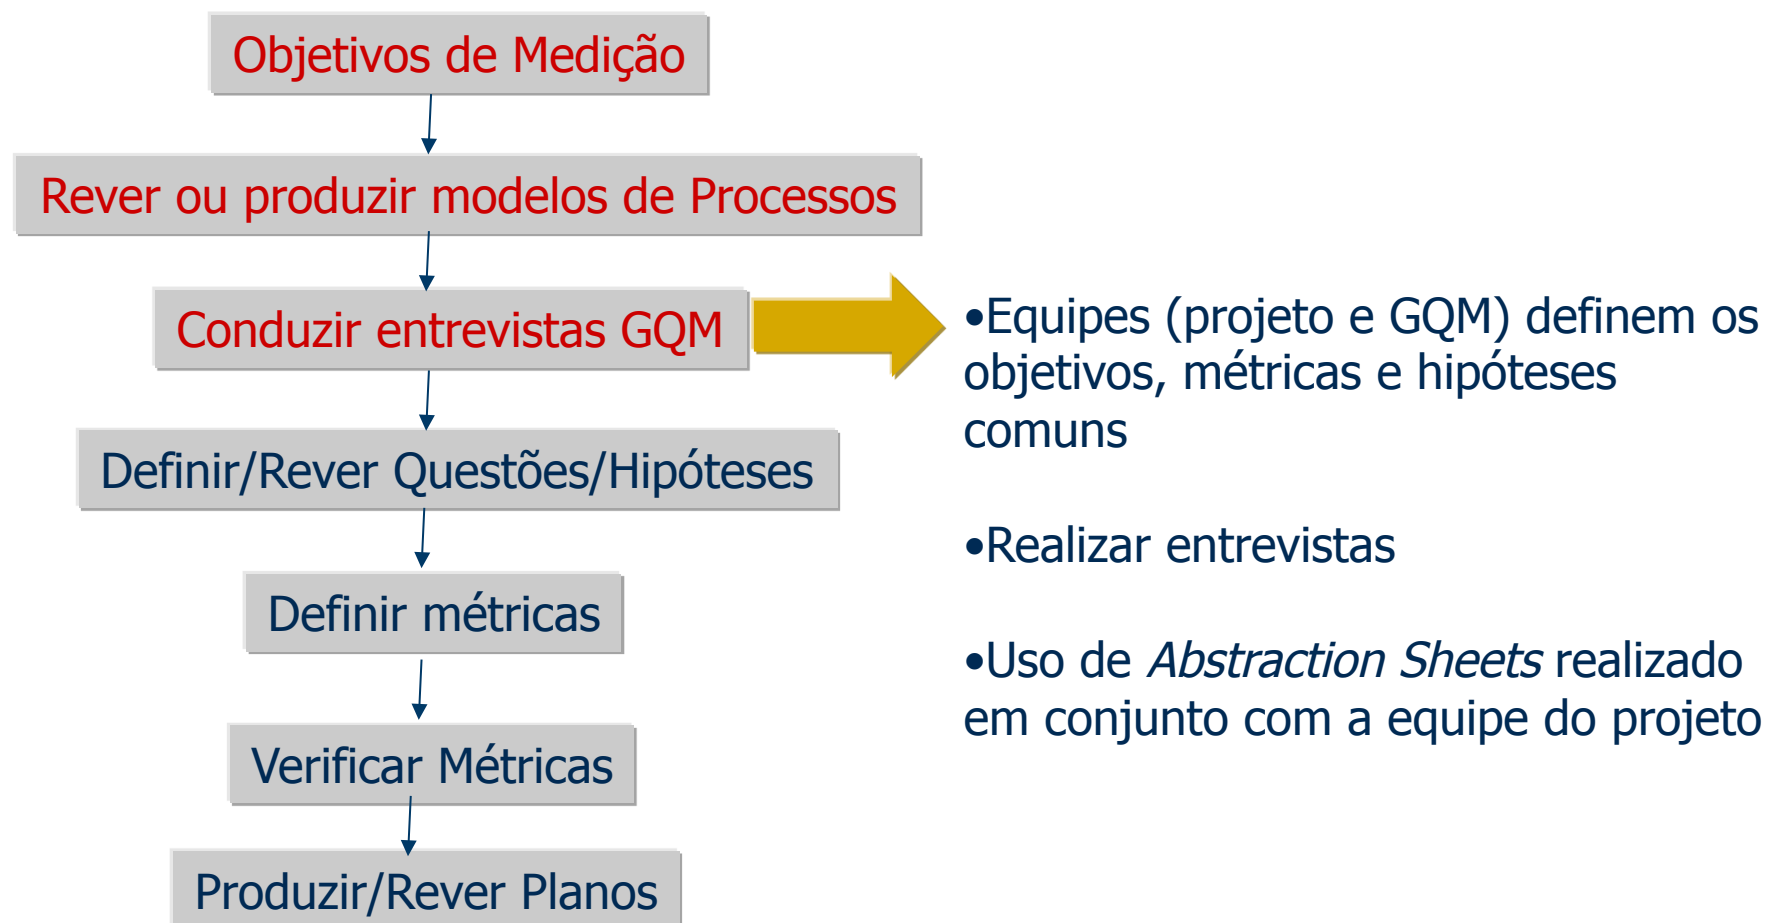 Objetivos de Medição
Rever ou produzir modelos de Processos
Conduzir entrevistas GQM
Definir/Rever Questões/Hipóteses
Definir métricas
Verificar Métricas
Produzir/Rever Planos
•Equipes (projeto e GQM) definem os
objetivos, métricas e hipóteses
comuns
•Realizar entrevistas
•Uso de Abstraction Sheets realizado
em conjunto com a equipe do projeto